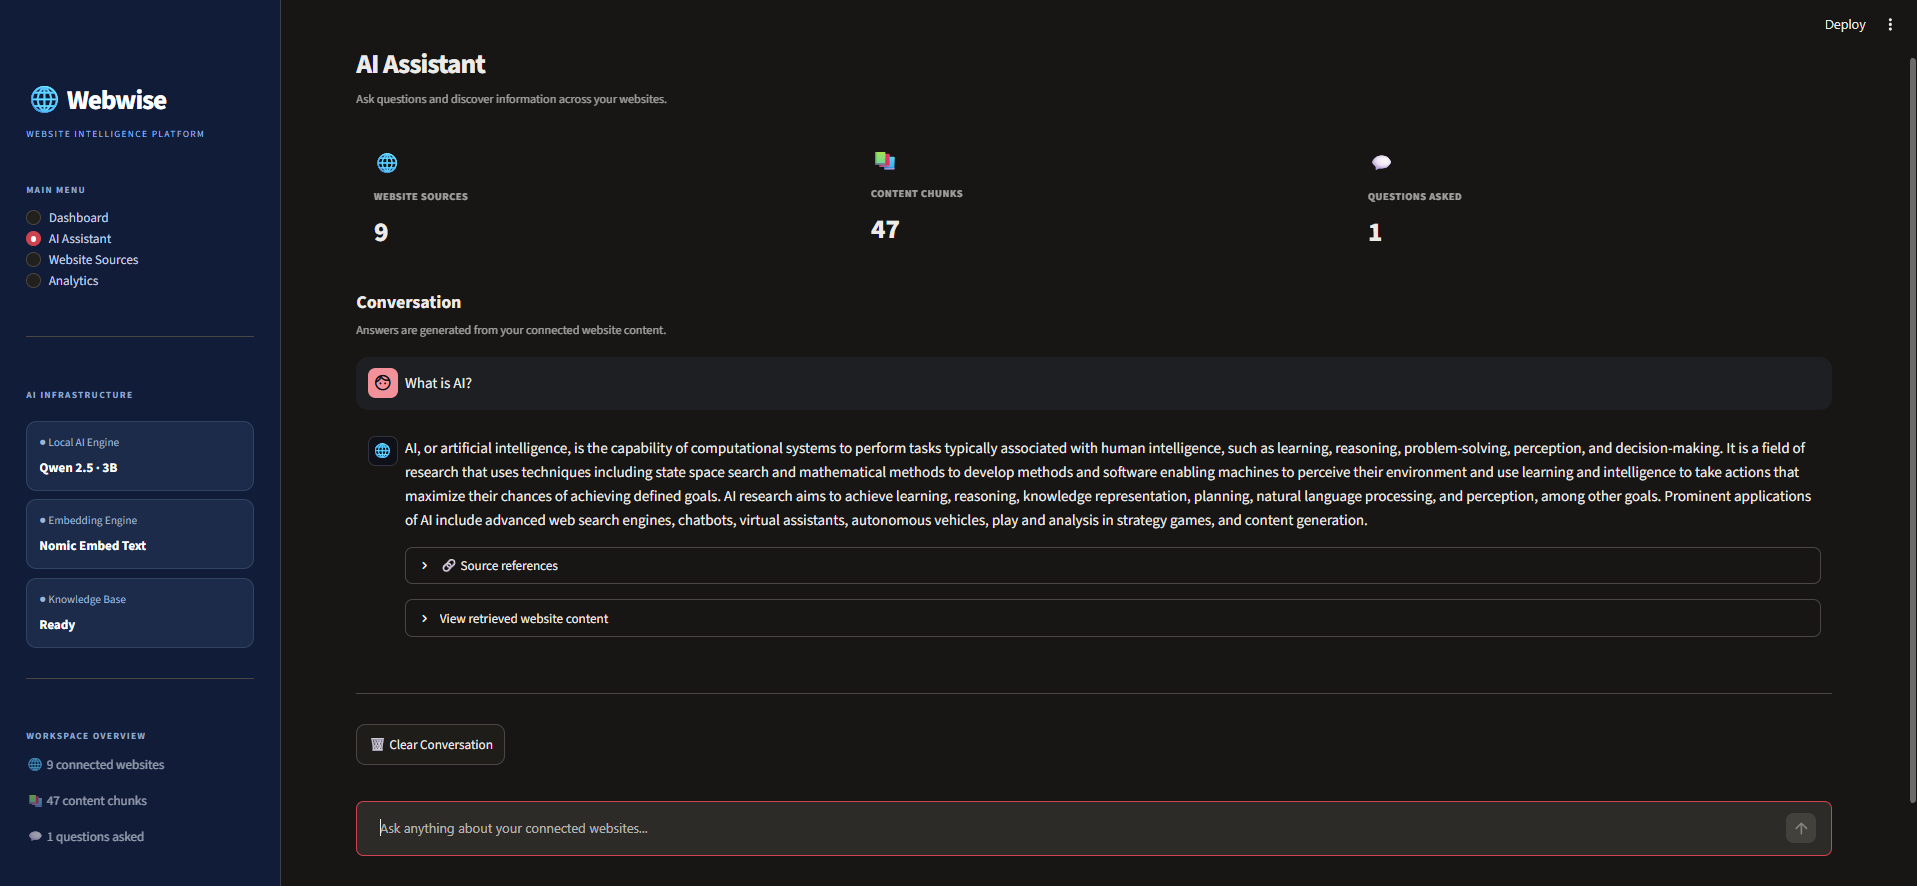 Deploy
Webwise
WEBSITE INTELLIGENCE PLATFORM
MAIN MENU
Dashboard
AI Assistant
Website Sources
Analytics
AI INFRASTRUCTURE
Local AI Engine
Qwen 2.5 · 3B
Embedding Engine
Nomic Embed Text
Knowledge Base
Ready
WORKSPACE OVERVIEW
9 connected websites
47 content chunks
1 questions asked
AI Assistant
Ask questions and discover information across your websites.
WEBSITE SOURCES
9
CONTENT CHUNKS
47
QUESTIONS ASKED
1
Conversation
Answers are generated from your connected website content.
What is AI?
AI, or artificial intelligence, is the capability of computational systems to perform tasks typically associated with human intelligence, such as learning, reasoning, problem-solving, perception, and decision-making. It is a field of
research that uses techniques including state space search and mathematical methods to develop methods and software enabling machines to perceive their environment and use learning and intelligence to take actions that
maximize their chances of achieving defined goals. AI research aims to achieve learning, reasoning, knowledge representation, planning, natural language processing, and perception, among other goals. Prominent applications
of AI include advanced web search engines, chatbots, virtual assistants, autonomous vehicles, play and analysis in strategy games, and content generation.
Source references
View retrieved website content
Clear Conversation
Ask anything about your connected websites...